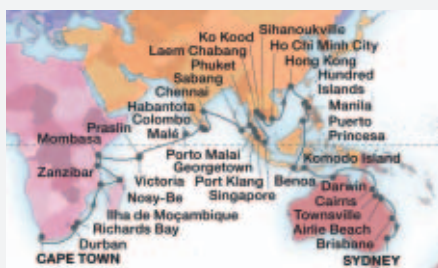 Sihanoukville
Ko Kood
Ho Chi Minh City
Laem Chabang
Hong Kong
Phuket
Hundred
Islands
Sabang
Chennai
Manila
Habantota
Puerto
Princesa
Colombo
Praslin
Malé
Mombasa
Komodo Island
Porto Malai
Georgetown
Zanzibar
Victoria
Port Klang
Benoa
Darwin
Nosy-Be
Singapore
Cairns
Ilha de Moçambique
Townsville
Richards Bay
Airlie Beach
Durban
Brisbane
CAPE TOWN
SYDNEY